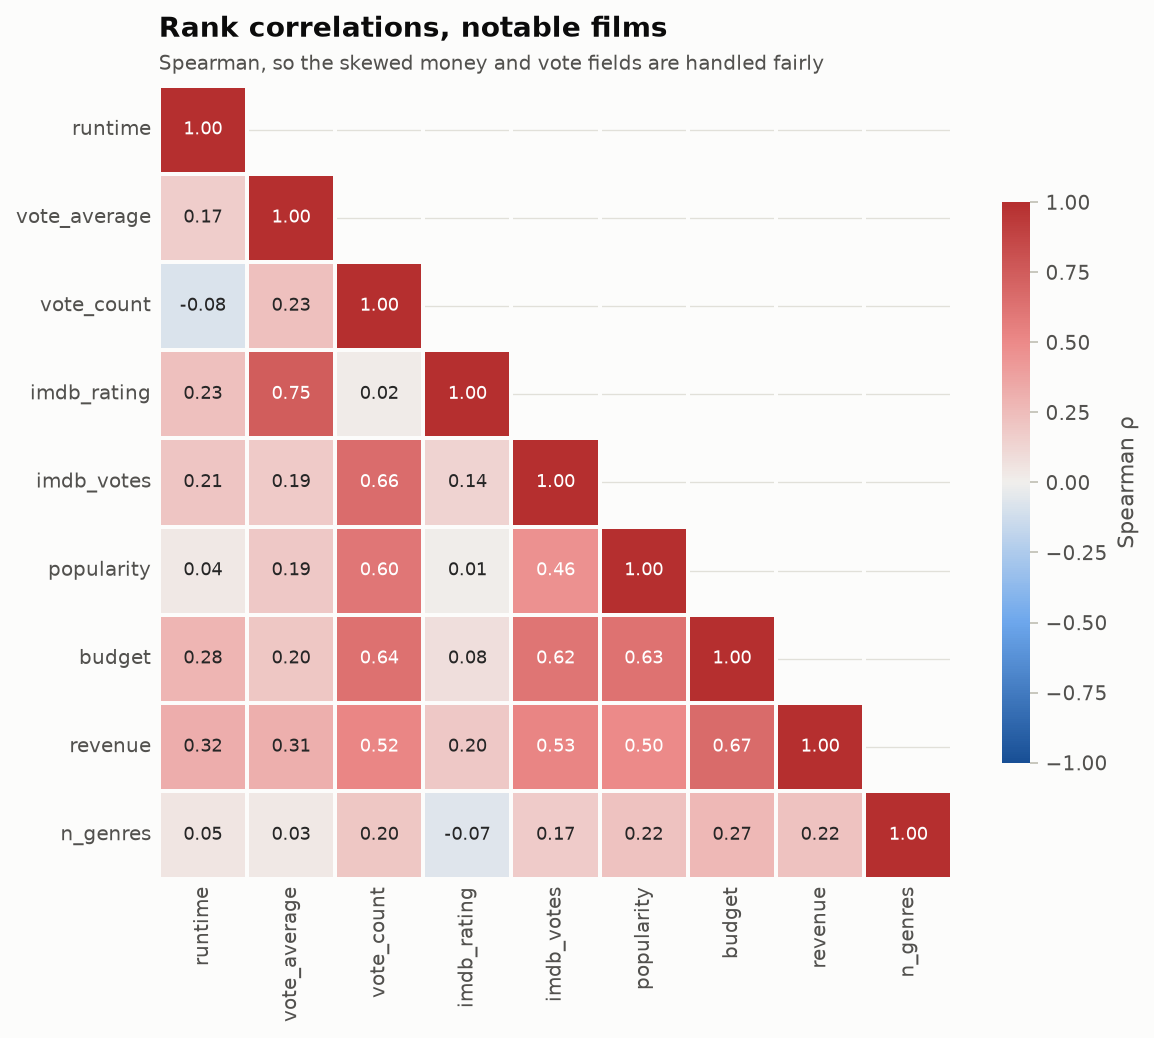 Rank correlations, notable films
Spearman, so the skewed money and vote fields are handled fairly
runtime 1.00
vote_average 0.17 1.00
vote_count -0.08 0.23 1.00
imdb_rating 0.23 0.75 0.02 1.00
imdb_votes 0.21 0.19 0.66 0.14 1.00
popularity 0.04 0.19 0.60 0.01 0.46 1.00
budget 0.28 0.20 0.64 0.08 0.62 0.63 1.00
revenue 0.32 0.31 0.52 0.20 0.53 0.50 0.67 1.00
n_genres 0.05 0.03 0.20 -0.07 0.17 0.22 0.27 0.22 1.00
runtime
vote_average
vote_count
imdb_rating
imdb_votes
popularity
budget
revenue
n_genres
1.00
0.75
0.50
0.25
0.00
−0.25
−0.50
−0.75
−1.00
Spearman ρ